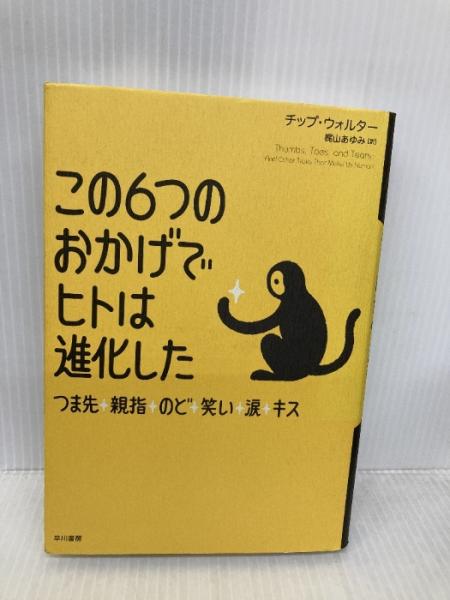 チップ・ウォルター
梶山あゆみ[訳]
Thumbs, Toes, and Tears:
And Other Traits That Make Us Human
この6つの
おかげで
ヒトは
進化した
つま先+親指+のど+笑い+涙+キス
早川書房